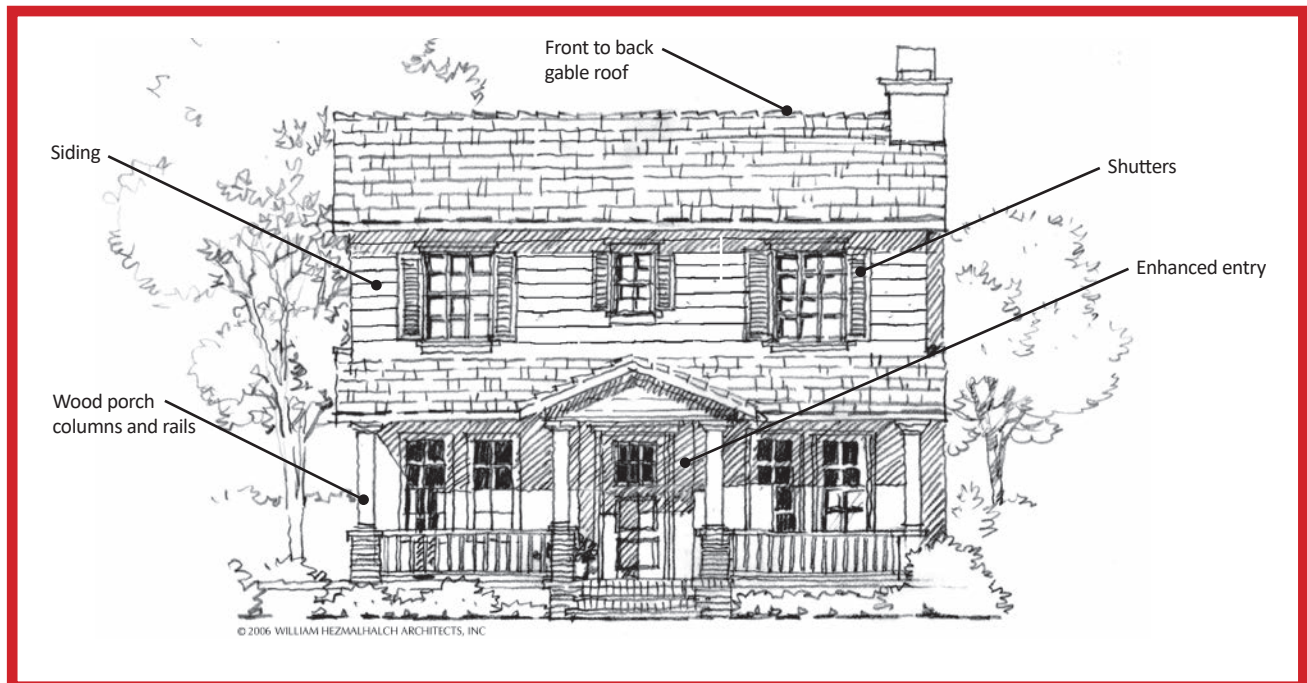 Front to back
gable roof
Siding
Shutters
Enhanced entry
Wood porch
columns and rails
© 2006 WILLIAM HEZMALHALCH ARCHITECTS, INC